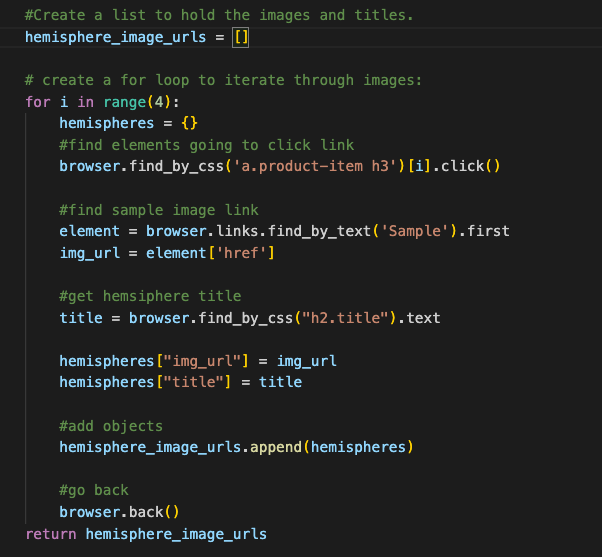 #Create a list to hold the images and titles.
hemisphere_image_urls = []
# create a for loop to iterate through images:
for i in range(4):
    hemispheres = {}
    #find elements going to click link
    browser.find_by_css('a.product-item h3')[i].click()
    #find sample image link
    element = browser.links.find_by_text('Sample').first
    img_url = element['href']
    #get hemsiphere title
    title = browser.find_by_css("h2.title").text
    hemispheres["img_url"] = img_url
    hemispheres["title"] = title
    #add objects
    hemisphere_image_urls.append(hemispheres)
    #go back
    browser.back()
return hemisphere_image_urls